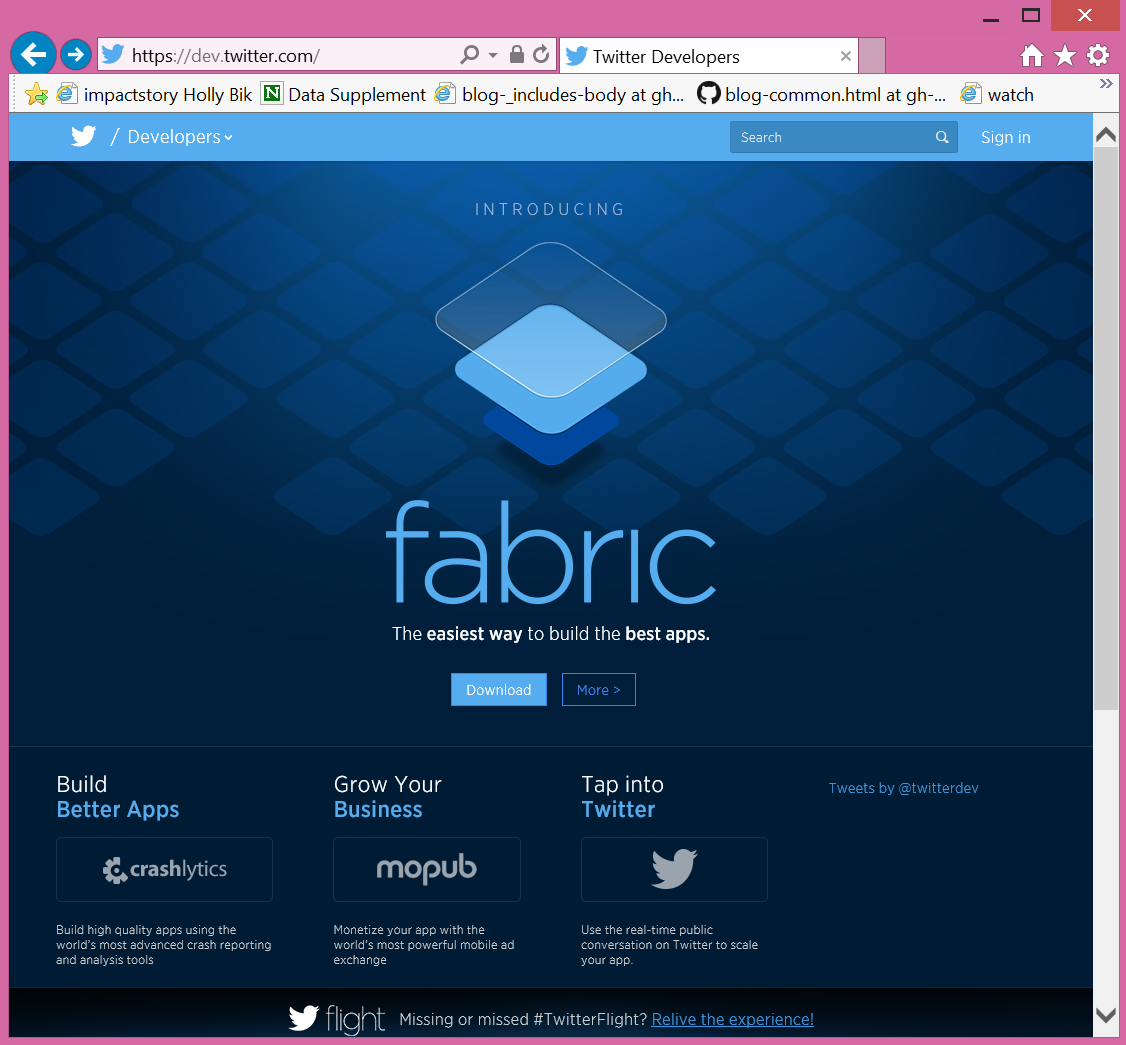 https://dev.twitter.com/
Twitter Developers
impactstory Holly Bik
Data Supplement
blog-_includes-body at gh...
blog-common.html at gh-...
watch
/ Developers
Search
Sign in
INTRODUCING
fabric
The easiest way to build the best apps.
Download
More >
Build
Better Apps
crashlytics
Build high quality apps using the
world's most advanced crash reporting
and analysis tools
Grow Your
Business
mopub
Monetize your app with the
world's most powerful mobile ad
exchange
Tap into
Twitter
Use the real-time public
conversation on Twitter to scale
your app.
Tweets by @twitterdev
flight
Missing or missed #TwitterFlight? Relive the experience!